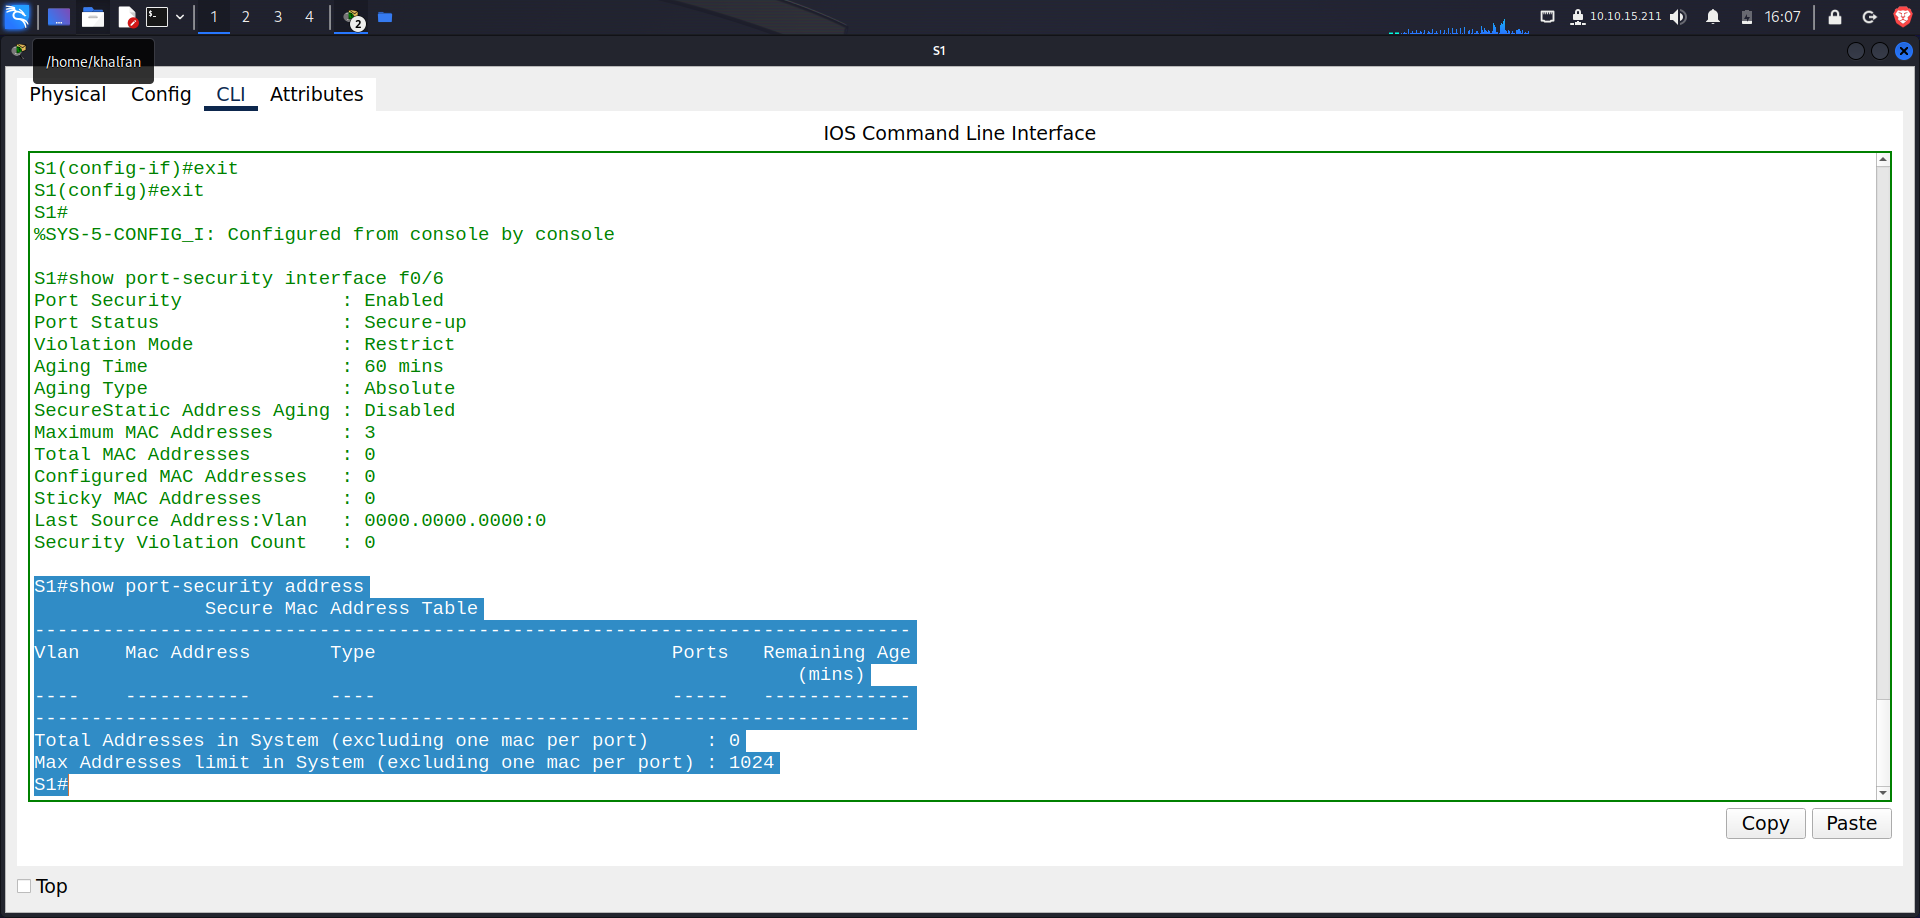 1 2 3 4 2 10.10.15.211 16:07
S1
/home/khalfan
Physical Config CLI Attributes
IOS Command Line Interface
S1(config-if)#exit
S1(config)#exit
S1#
%SYS-5-CONFIG_I: Configured from console by console
S1#show port-security interface f0/6
Port Security : Enabled
Port Status : Secure-up
Violation Mode : Restrict
Aging Time : 60 mins
Aging Type : Absolute
SecureStatic Address Aging : Disabled
Maximum MAC Addresses : 3
Total MAC Addresses : 0
Configured MAC Addresses : 0
Sticky MAC Addresses : 0
Last Source Address:Vlan : 0000.0000.0000:0
Security Violation Count : 0
S1#show port-security address
Secure Mac Address Table
-----------------------------------------------------------------------------
Vlan Mac Address Type Ports Remaining Age
(mins)
---- ----------- ---- ----- -------------
-----------------------------------------------------------------------------
Total Addresses in System (excluding one mac per port) : 0
Max Addresses limit in System (excluding one mac per port) : 1024
S1#
Copy Paste
Top